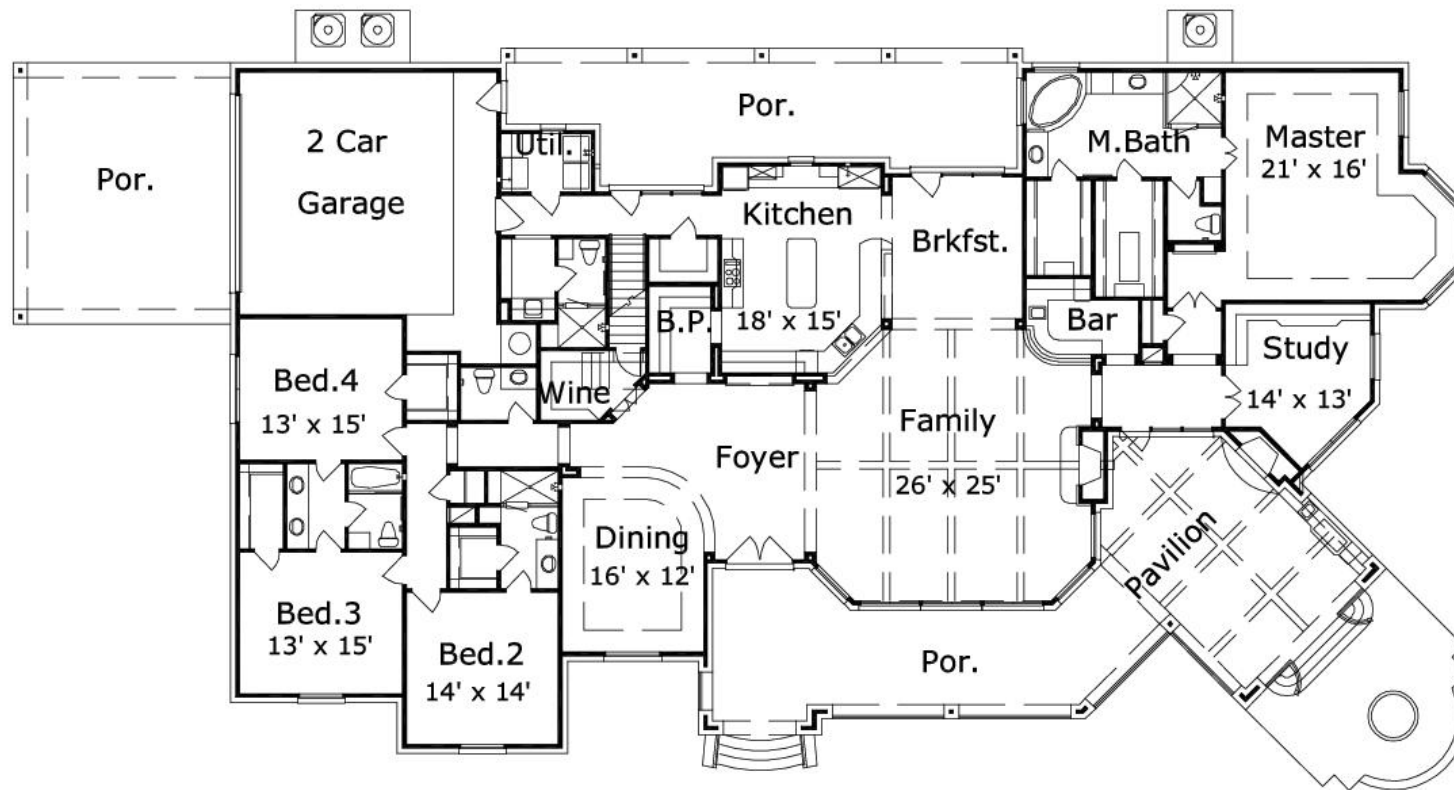 Por.
2 Car
Garage
Util.
Por.
M.Bath
Master
21' x 16'
Kitchen
18' x 15'
Brkfst.
B.P.
Bar
Study
14' x 13'
Bed.4
13' x 15'
Wine
Foyer
Family
26' x 25'
Dining
16' x 12'
Pavilion
Bed.3
13' x 15'
Bed.2
14' x 14'
Por.